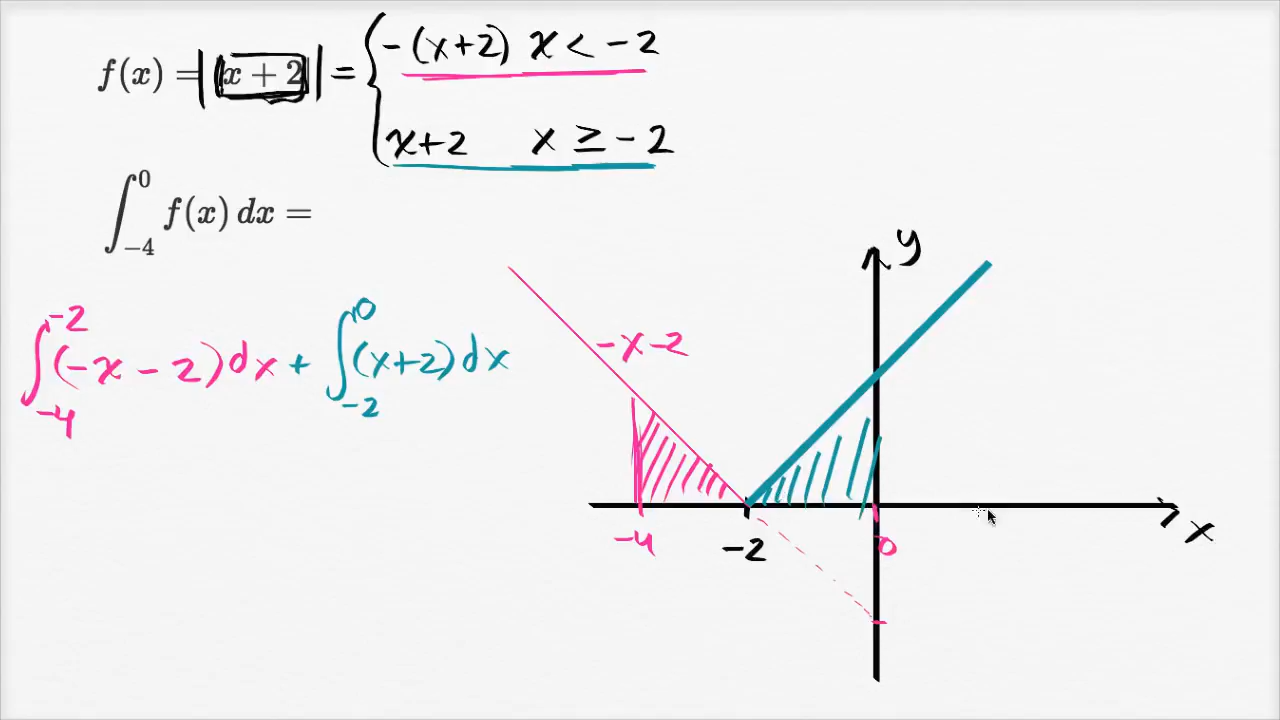 f(x) = |x + 2| = { -(x+2) x < -2
x+2 x ≥ -2
∫_{-4}^{0} f(x) dx =
∫_{-4}^{-2} (-x - 2) dx + ∫_{-2}^{0} (x+2) dx
y
-x-2
-4 -2 0 x